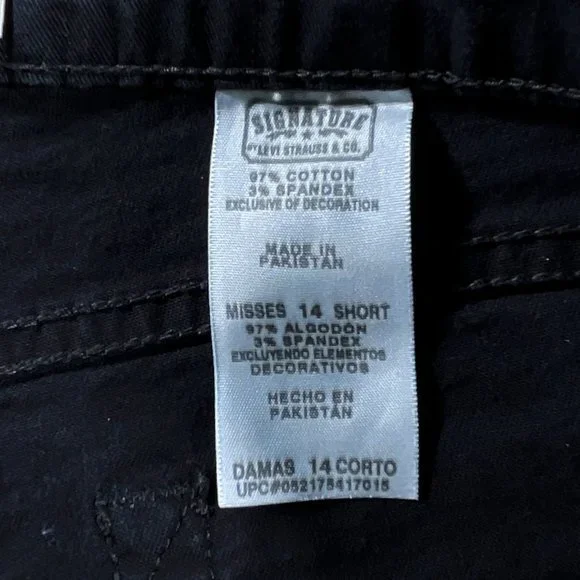 SIGNATURE
BY LEVI STRAUSS & CO.
97% COTTON
3% SPANDEX
EXCLUSIVE OF DECORATION
MADE IN
PAKISTAN
MISSES 14 SHORT
97% ALGODÓN
3% SPANDEX
EXCLUYENDO ELEMENTOS
DECORATIVOS
HECHO EN
PAKISTÁN
DAMAS 14 CORTO
UPC#052175417015